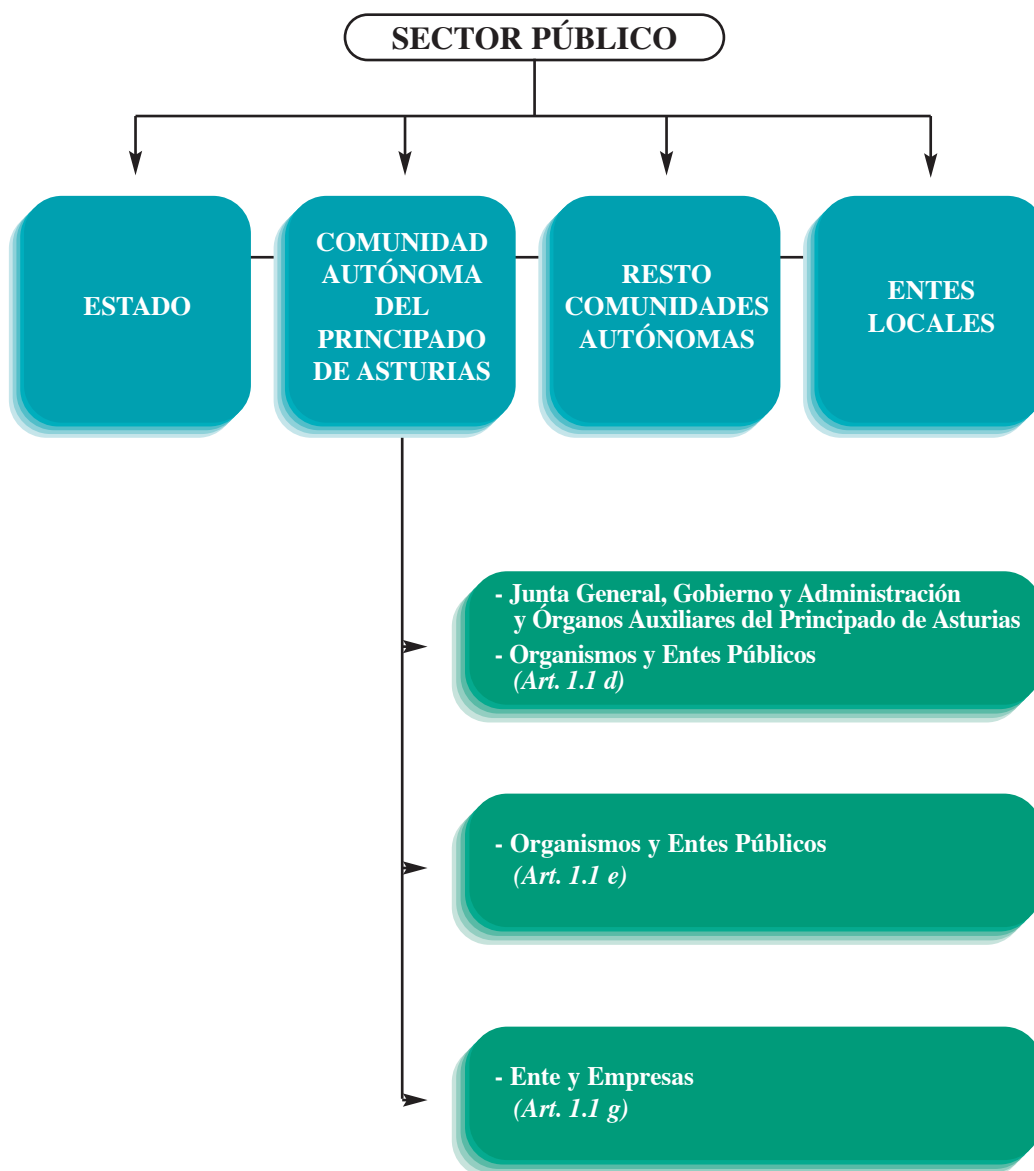 SECTOR PÚBLICO
ESTADO
COMUNIDAD
AUTÓNOMA
DEL
PRINCIPADO
DE ASTURIAS
RESTO
COMUNIDADES
AUTÓNOMAS
ENTES
LOCALES
- Junta General, Gobierno y Administración
y Órganos Auxiliares del Principado de Asturias
- Organismos y Entes Públicos
(Art. 1.1 d)
- Organismos y Entes Públicos
(Art. 1.1 e)
- Ente y Empresas
(Art. 1.1 g)